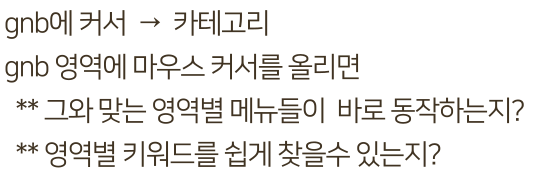 gnb에 커서 → 카테고리
gnb 영역에 마우스 커서를 올리면
** 그와 맞는 영역별 메뉴들이 바로 동작하는지?
** 영역별 키워드를 쉽게 찾을수 있는지?